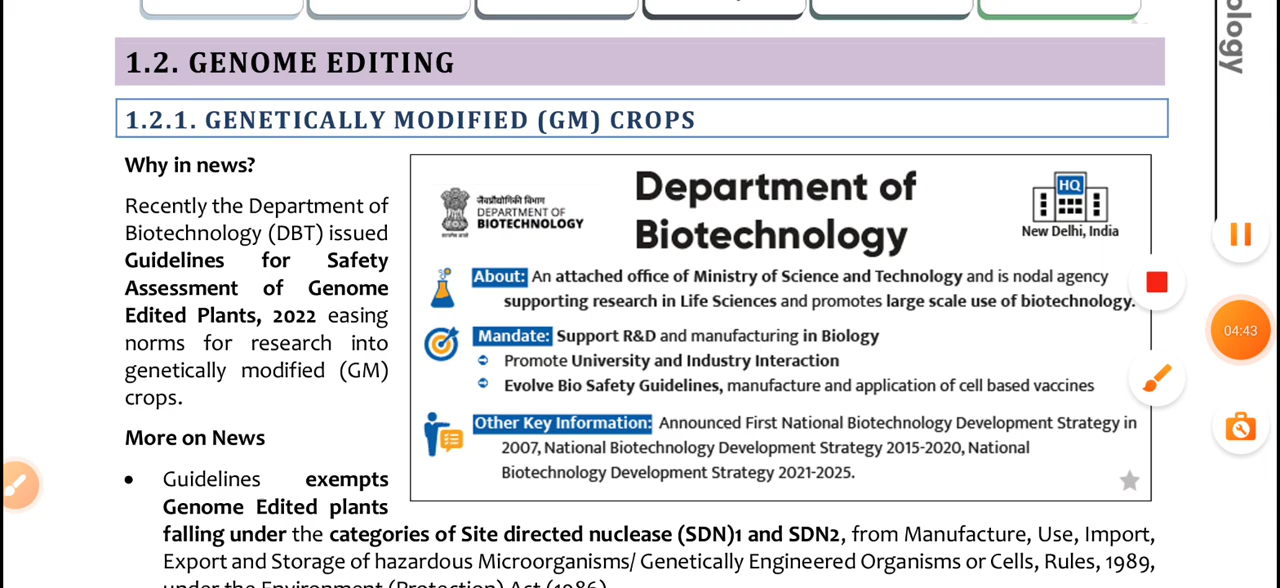 ology
1.2. GENOME EDITING
1.2.1. GENETICALLY MODIFIED (GM) CROPS
Why in news?
Recently the Department of
Biotechnology (DBT) issued
Guidelines for Safety
Assessment of Genome
Edited Plants, 2022 easing
norms for research into
genetically modified (GM)
crops.
More on News
• Guidelines exempts
Genome Edited plants
falling under the categories of Site directed nuclease (SDN)1 and SDN2, from Manufacture, Use, Import,
Export and Storage of hazardous Microorganisms/ Genetically Engineered Organisms or Cells, Rules, 1989,
under the Environment (Protection) Act (1986)
जैवप्रौद्योगिकी विभाग
DEPARTMENT OF
BIOTECHNOLOGY
Department of
Biotechnology
HQ
New Delhi, India
About: An attached office of Ministry of Science and Technology and is nodal agency
supporting research in Life Sciences and promotes large scale use of biotechnology.
Mandate: Support R&D and manufacturing in Biology
Promote University and Industry Interaction
Evolve Bio Safety Guidelines, manufacture and application of cell based vaccines
Other Key Information: Announced First National Biotechnology Development Strategy in
2007, National Biotechnology Development Strategy 2015-2020, National
Biotechnology Development Strategy 2021-2025.
04:43